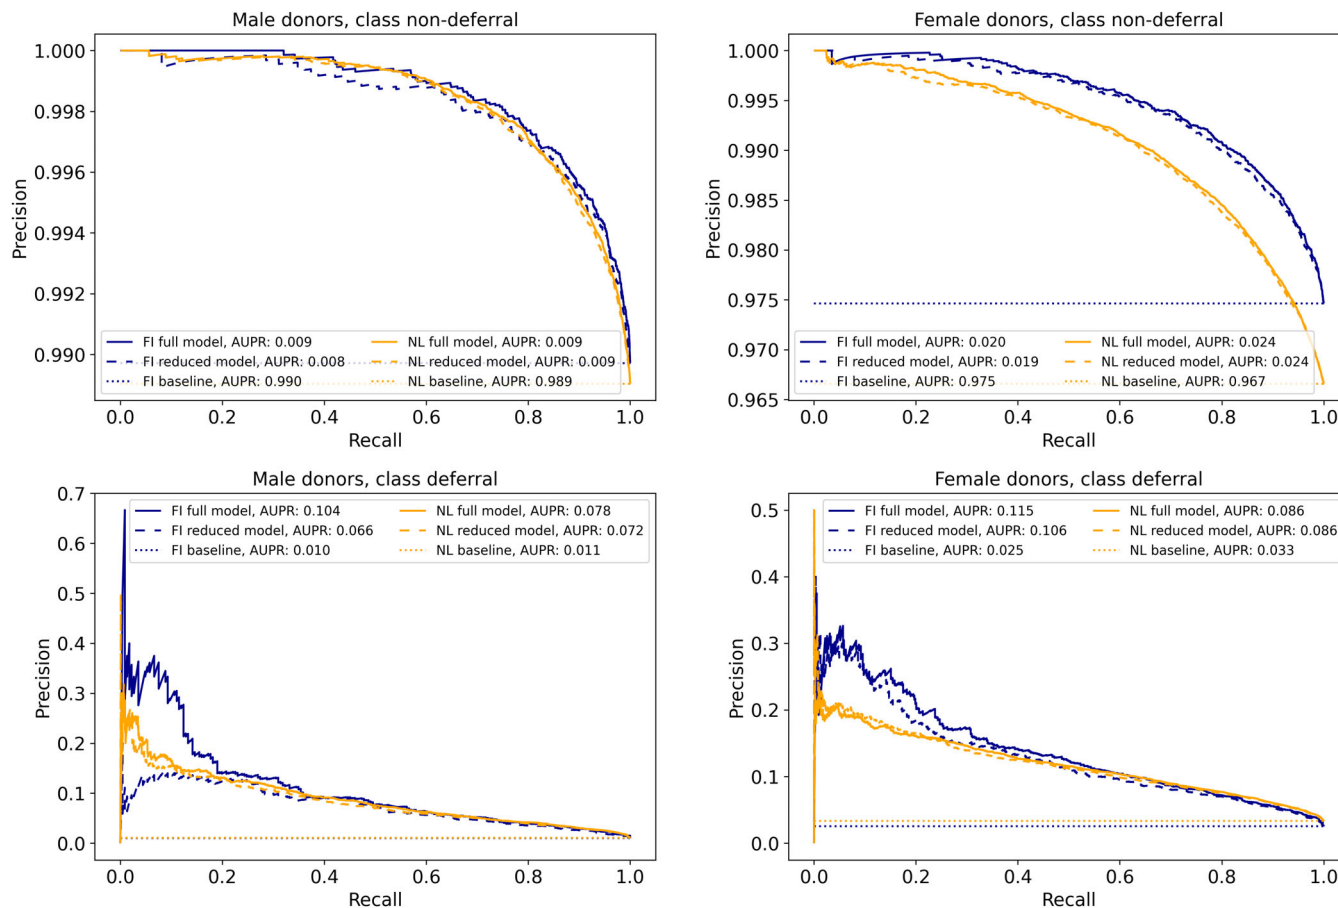 Male donors, class non-deferral
Precision
1.000
0.998
0.996
0.994
0.992
0.990
FI full model, AUPR: 0.009
FI reduced model, AUPR: 0.008
FI baseline, AUPR: 0.990
NL full model, AUPR: 0.009
NL reduced model, AUPR: 0.009
NL baseline, AUPR: 0.989
0.0 0.2 0.4 0.6 0.8 1.0
Recall
Female donors, class non-deferral
Precision
1.000
0.995
0.990
0.985
0.980
0.975
0.970
0.965
FI full model, AUPR: 0.020
FI reduced model, AUPR: 0.019
FI baseline, AUPR: 0.975
NL full model, AUPR: 0.024
NL reduced model, AUPR: 0.024
NL baseline, AUPR: 0.967
0.0 0.2 0.4 0.6 0.8 1.0
Recall
Male donors, class deferral
Precision
0.7
0.6
0.5
0.4
0.3
0.2
0.1
0.0
FI full model, AUPR: 0.104
FI reduced model, AUPR: 0.066
FI baseline, AUPR: 0.010
NL full model, AUPR: 0.078
NL reduced model, AUPR: 0.072
NL baseline, AUPR: 0.011
0.0 0.2 0.4 0.6 0.8 1.0
Recall
Female donors, class deferral
Precision
0.5
0.4
0.3
0.2
0.1
0.0
FI full model, AUPR: 0.115
FI reduced model, AUPR: 0.106
FI baseline, AUPR: 0.025
NL full model, AUPR: 0.086
NL reduced model, AUPR: 0.086
NL baseline, AUPR: 0.033
0.0 0.2 0.4 0.6 0.8 1.0
Recall